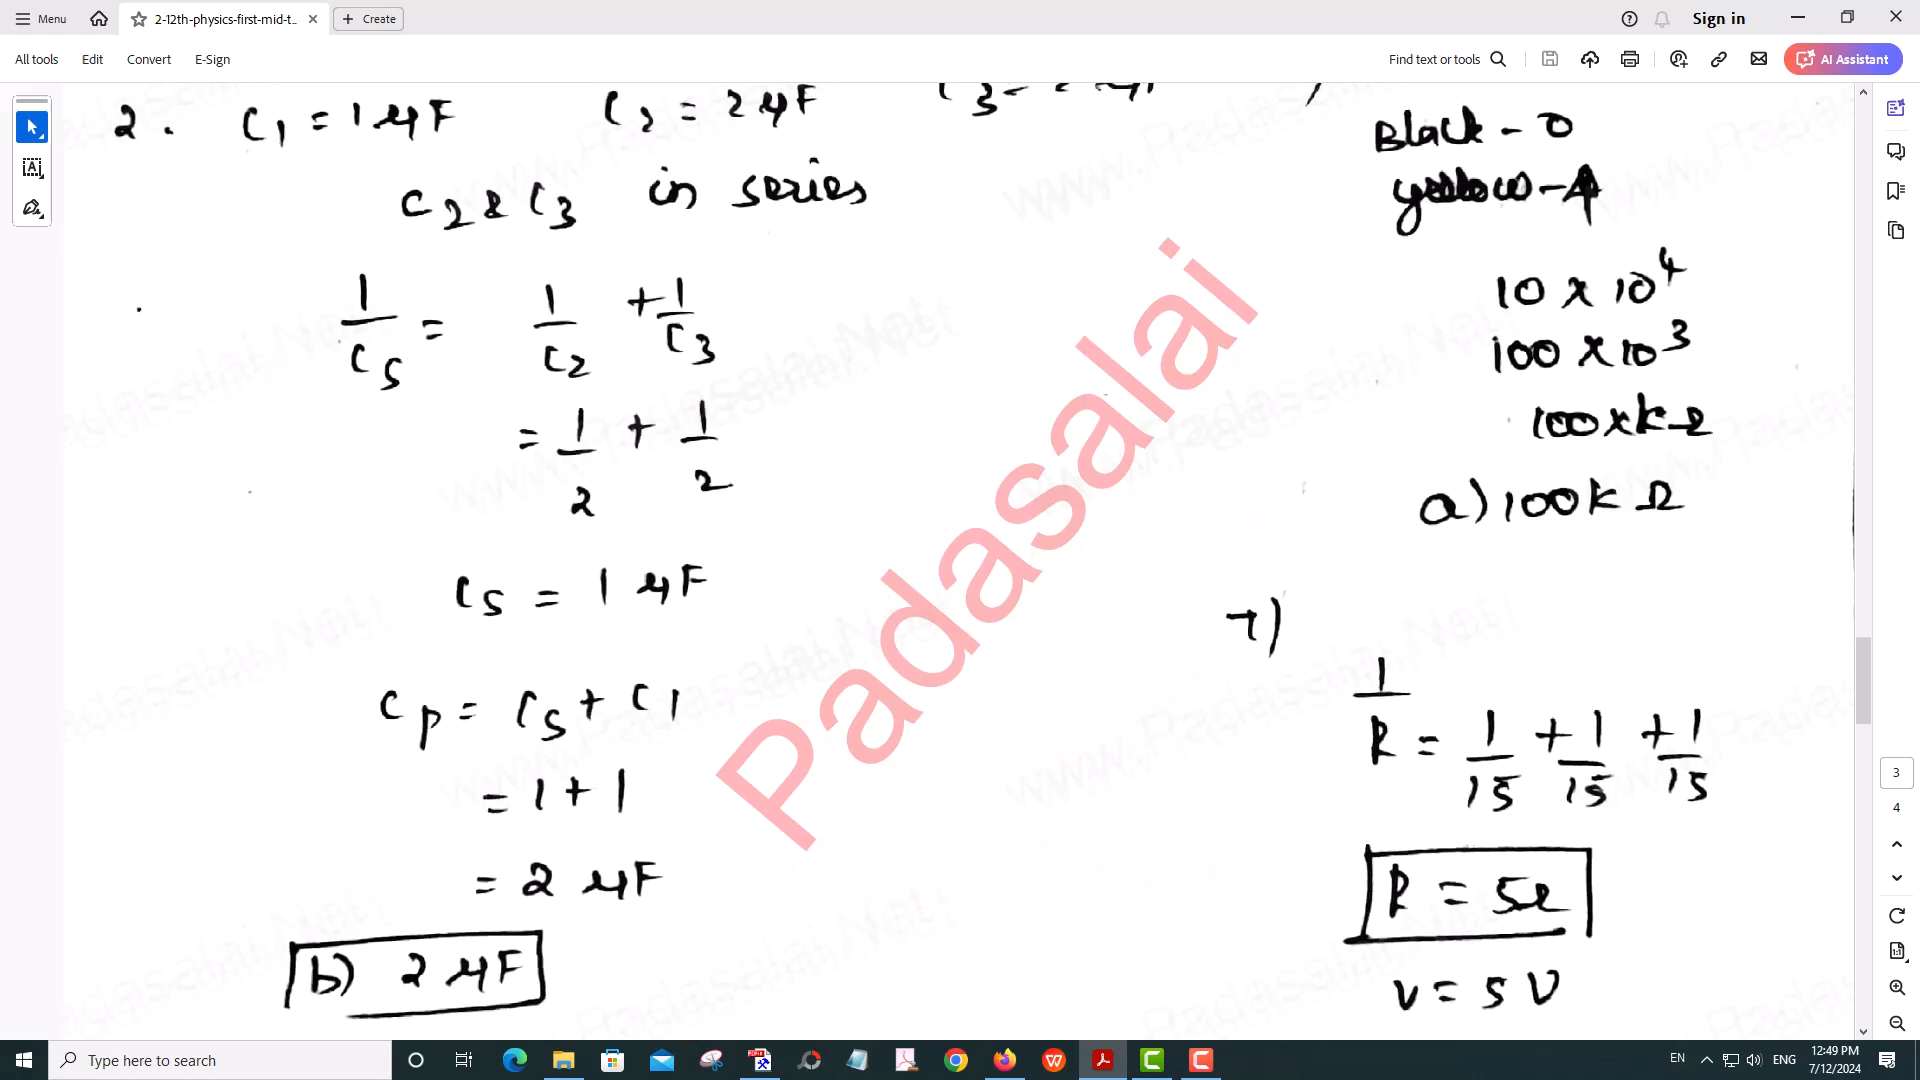 Menu
2-12th-physics-first-mid-t...
Create
Sign in
All tools
Edit
Convert
E-Sign
Find text or tools
AI Assistant
2. C1 = 1 μF C2 = 2 μF
C2 & C3 in series
1/Cs = 1/C2 + 1/C3
= 1/2 + 1/2
Cs = 1 μF
Cp = Cs + C1
= 1 + 1
= 2 μF
b) 2 μF
Black - 0
yellow - 4
10 x 10^4
100 x 10^3
100 x k Ω
a) 100 k Ω
7)
1/R = 1/15 + 1/15 + 1/15
R = 5Ω
V = 5 V
Padasalai
3
4
Type here to search
EN
ENG
12:49 PM
7/12/2024